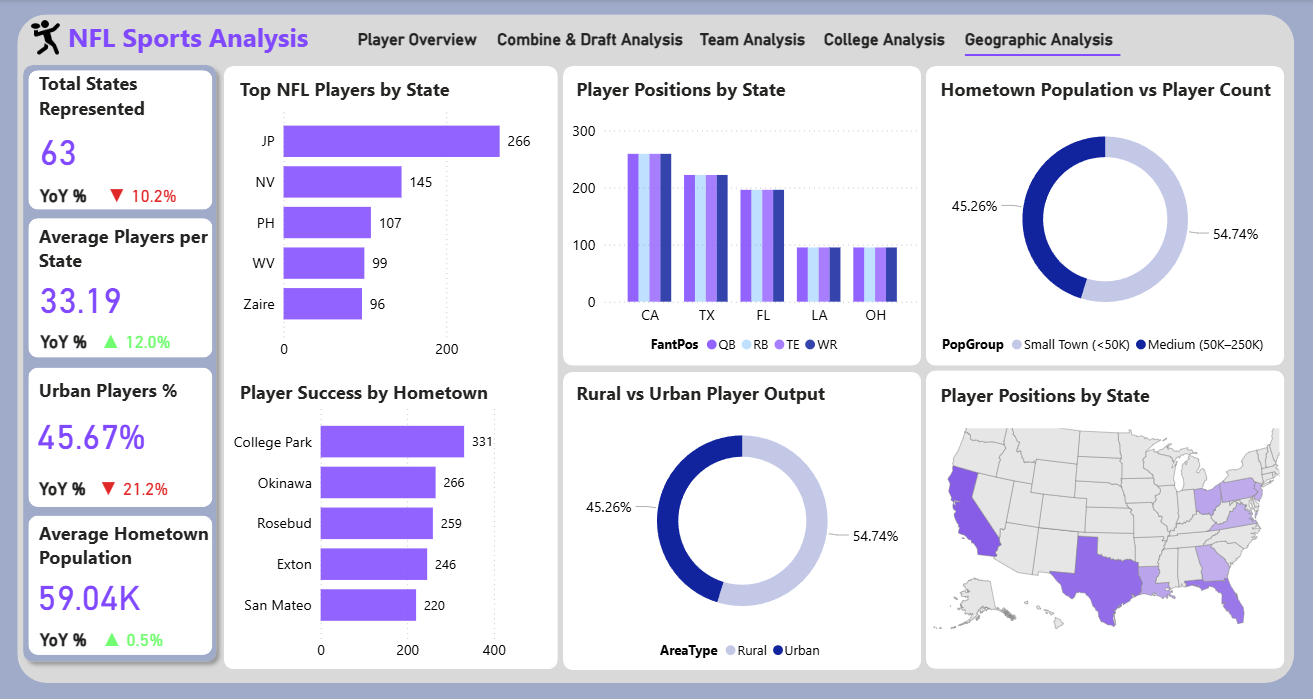 NFL Sports Analysis
Player Overview
Combine & Draft Analysis
Team Analysis
College Analysis
Geographic Analysis
Total States
Represented
63
YoY % ▼ 10.2%
Average Players per
State
33.19
YoY % ▲ 12.0%
Urban Players %
45.67%
YoY % ▼ 21.2%
Average Hometown
Population
59.04K
YoY % ▲ 0.5%
Top NFL Players by State
JP 266
NV 145
PH 107
WV 99
Zaire 96
0 200
Player Success by Hometown
College Park 331
Okinawa 266
Rosebud 259
Exton 246
San Mateo 220
0 200 400
Player Positions by State
300
200
100
0
CA TX FL LA OH
FantPos QB RB TE WR
Rural vs Urban Player Output
45.26%
54.74%
AreaType Rural Urban
Hometown Population vs Player Count
45.26%
54.74%
PopGroup Small Town (<50K) Medium (50K–250K)
Player Positions by State